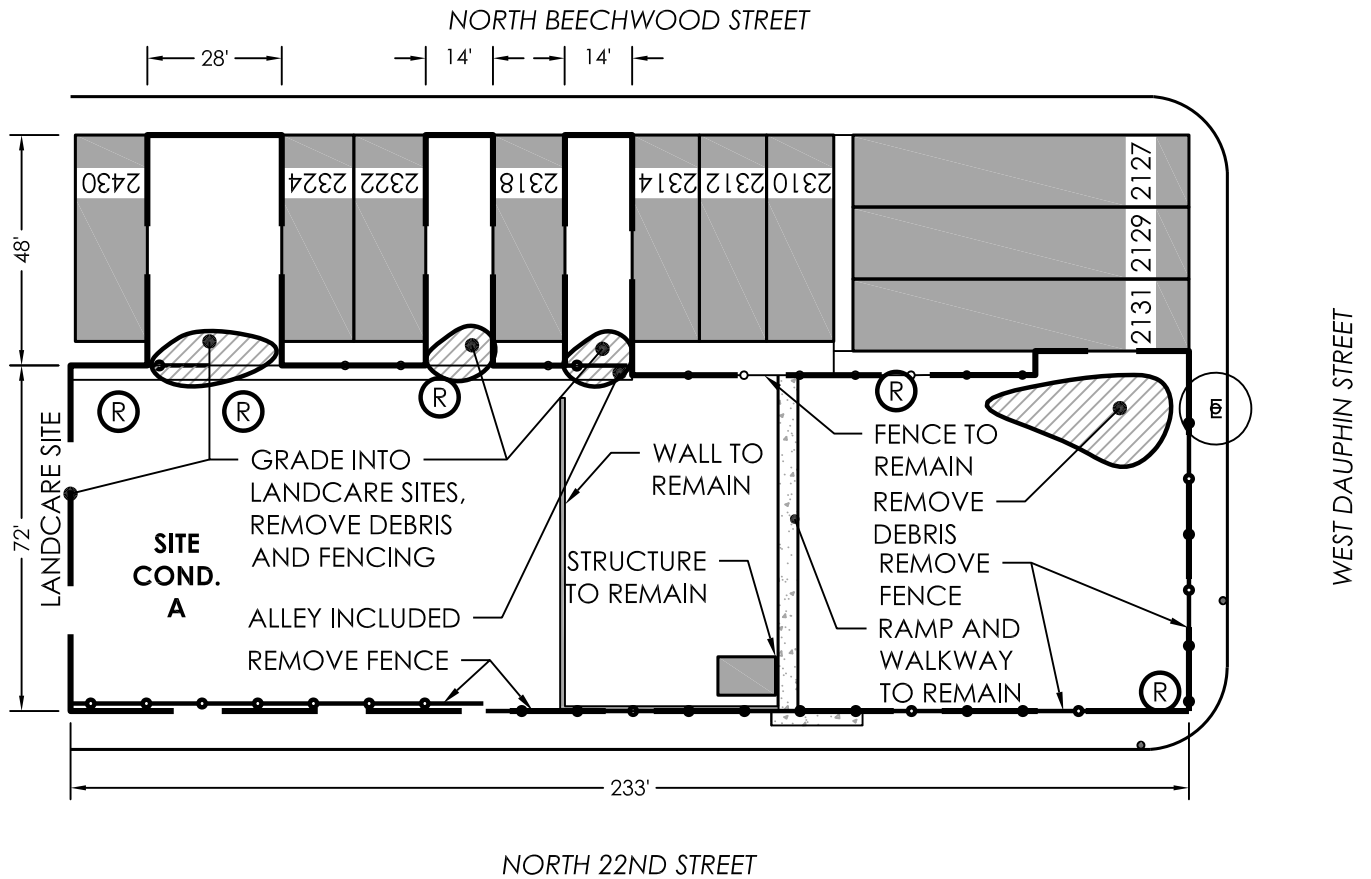 NORTH BEECHWOOD STREET
28'
14'
14'
2430
2324
2322
2318
2314
2312
2310
2127
2129
2131
48'
72'
LANDCARE SITE
R
R
R
R
E
GRADE INTO
LANDCARE SITES,
REMOVE DEBRIS
AND FENCING
WALL TO
REMAIN
FENCE TO
REMAIN
REMOVE
DEBRIS
SITE
COND.
A
STRUCTURE
TO REMAIN
REMOVE
FENCE
ALLEY INCLUDED
REMOVE FENCE
RAMP AND
WALKWAY
TO REMAIN
R
233'
WEST DAUPHIN STREET
NORTH 22ND STREET